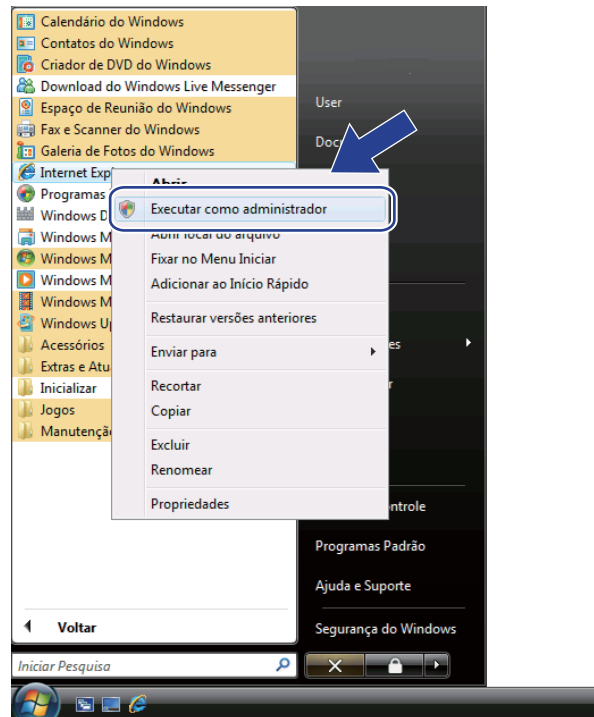 Calendário do Windows
Contatos do Windows
Criador de DVD do Windows
Download do Windows Live Messenger
Espaço de Reunião do Windows
Fax e Scanner do Windows
Galeria de Fotos do Windows
Internet Exp
Programas
Windows D
Windows M
Windows M
Windows M
Windows M
Windows Up
Acessórios
Extras e Atu
Inicializar
Jogos
Manutençã
Voltar
Iniciar Pesquisa
Abrir
Executar como administrador
Abrir local do arquivo
Fixar no Menu Iniciar
Adicionar ao Início Rápido
Restaurar versões anteriores
Enviar para
Recortar
Copiar
Excluir
Renomear
Propriedades
User
Doc
es
r
ntrole
Programas Padrão
Ajuda e Suporte
Segurança do Windows